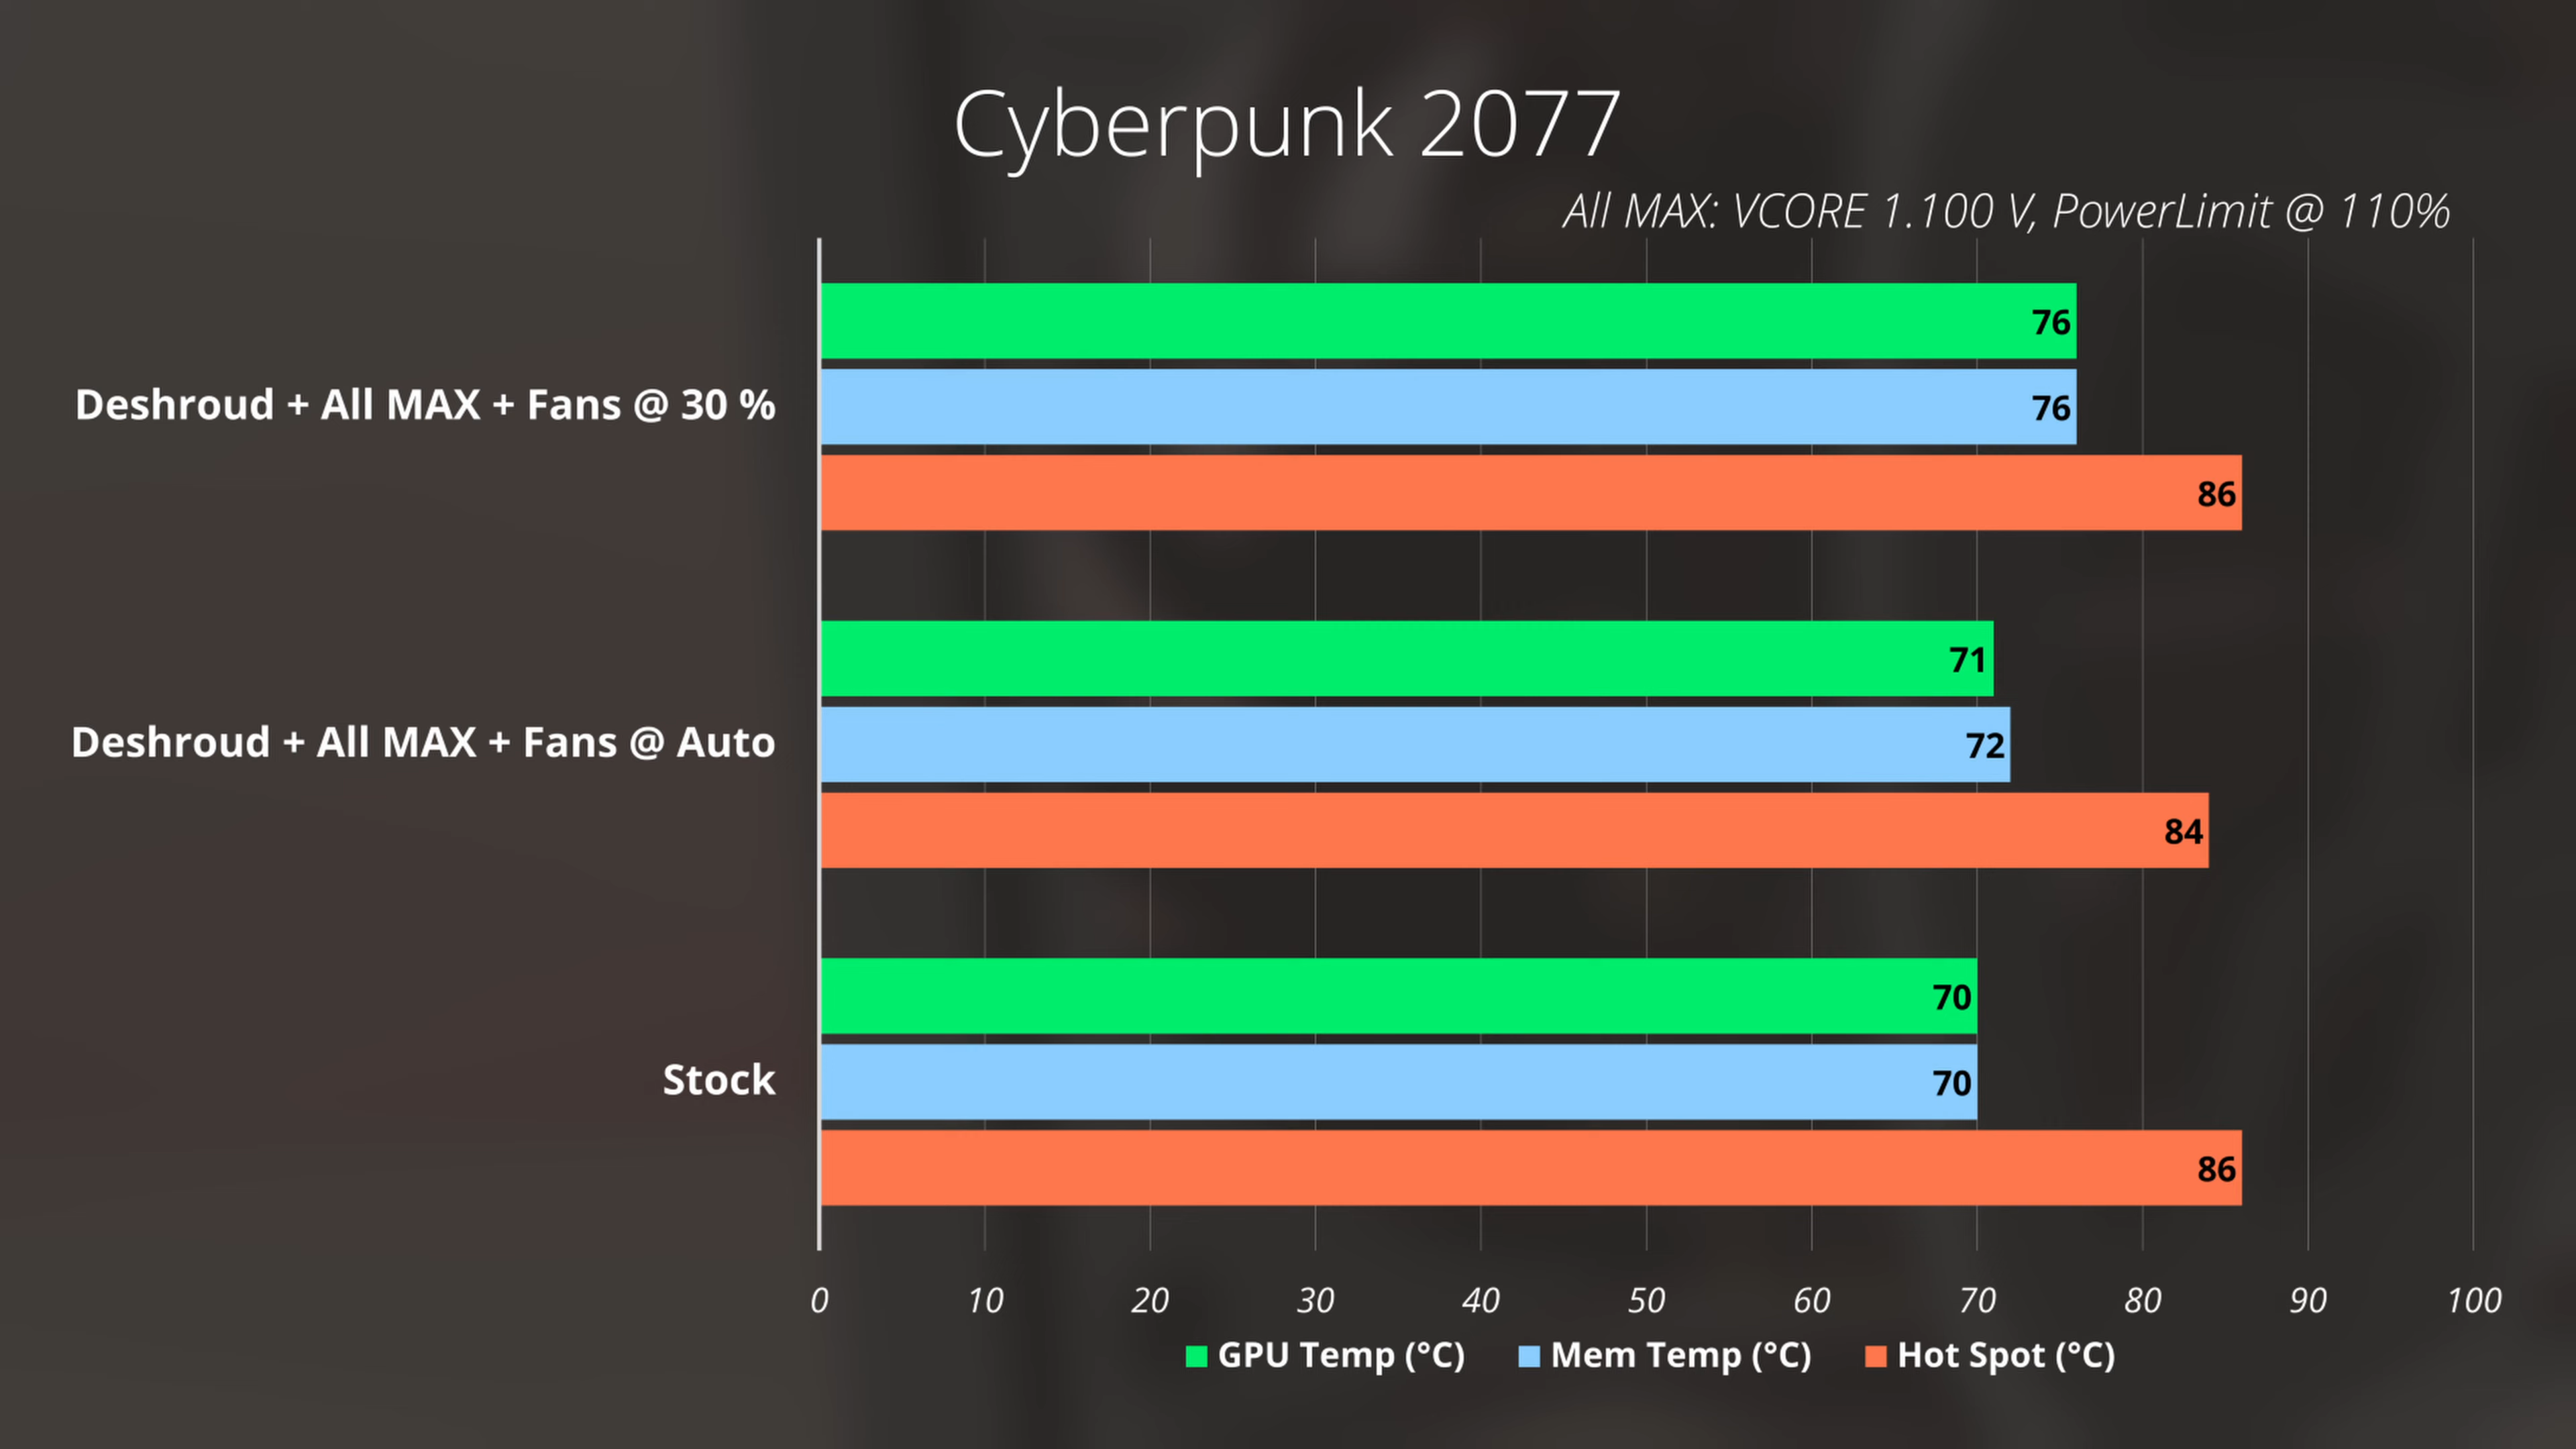 Cyberpunk 2077
All MAX: VCORE 1.100 V, PowerLimit @ 110%
76
Deshroud + All MAX + Fans @ 30 %
76
86
71
Deshroud + All MAX + Fans @ Auto
72
84
70
Stock
70
86
0 10 20 30 40 50 60 70 80 90 100
GPU Temp (°C) Mem Temp (°C) Hot Spot (°C)